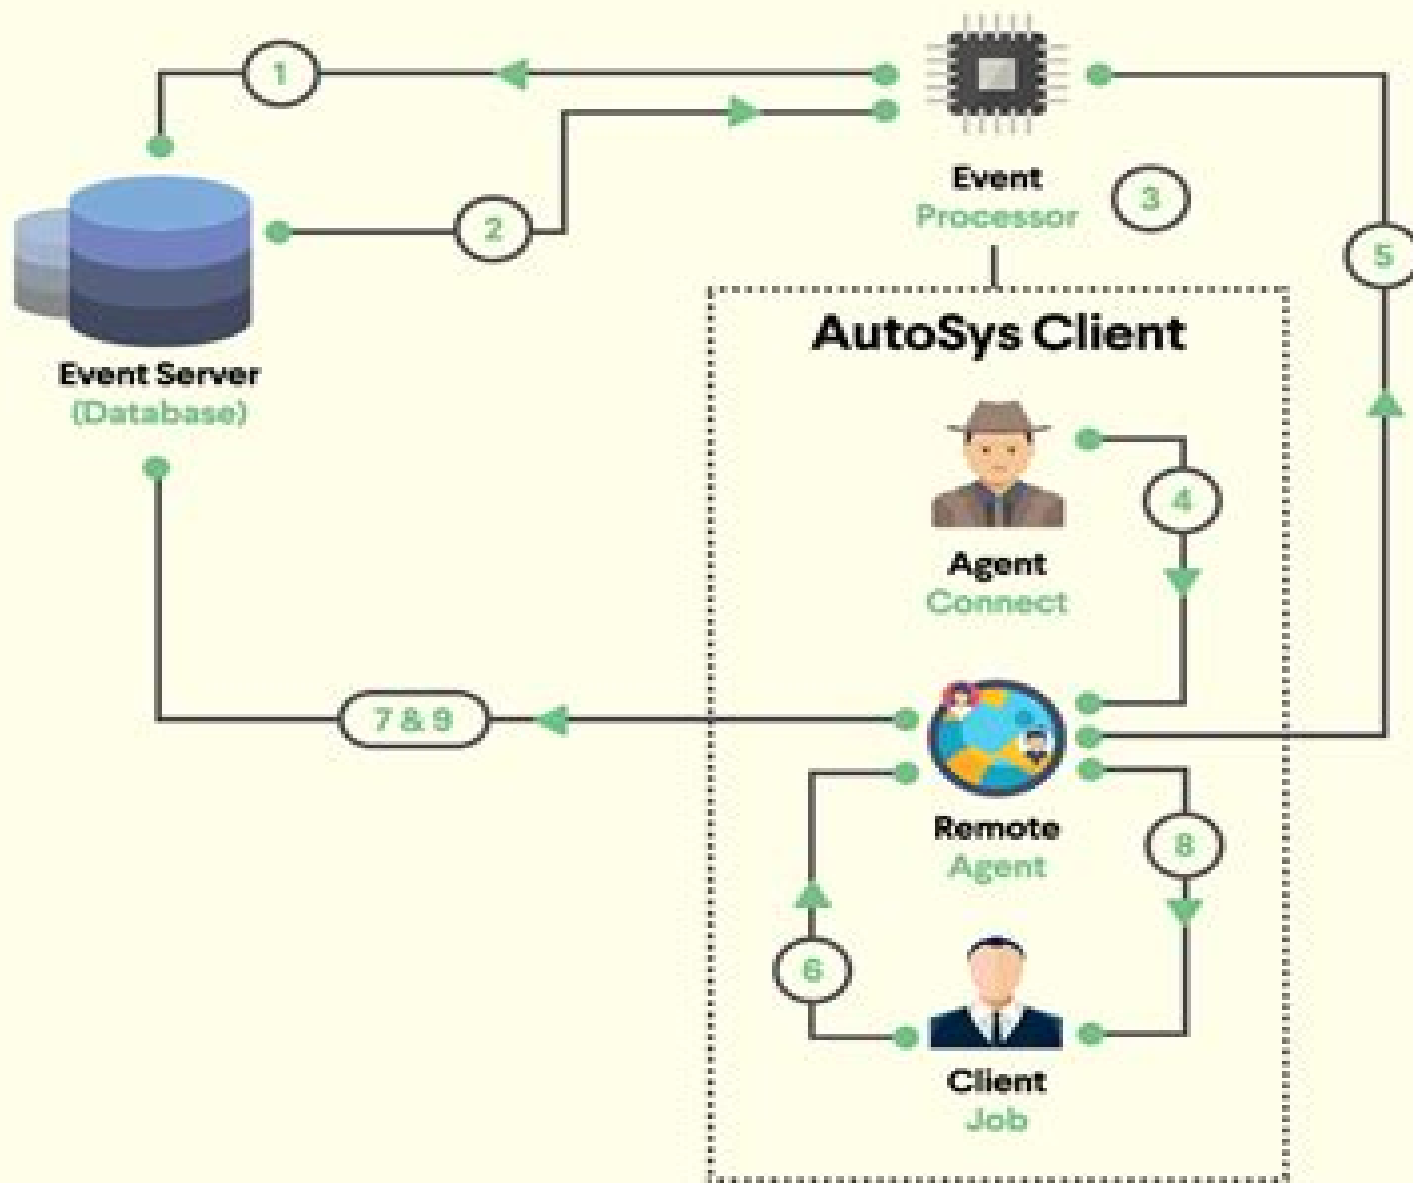 1
2
Event
Processor
3
5
Event Server
(Database)
AutoSys Client
4
Agent
Connect
7 & 9
Remote
Agent
8
6
Client
Job